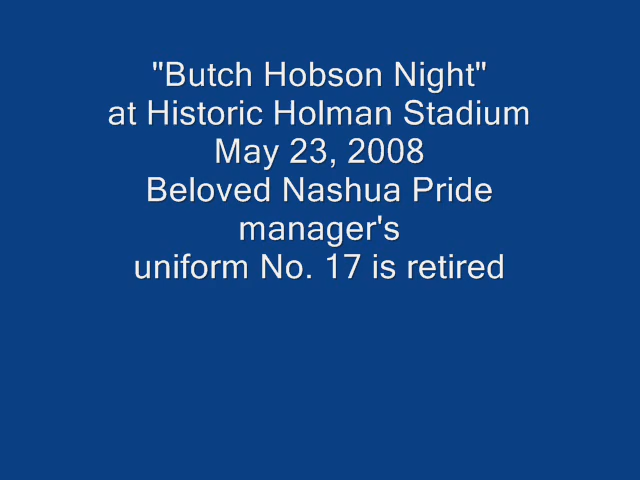 "Butch Hobson Night"
at Historic Holman Stadium
May 23, 2008
Beloved Nashua Pride
manager's
uniform No. 17 is retired